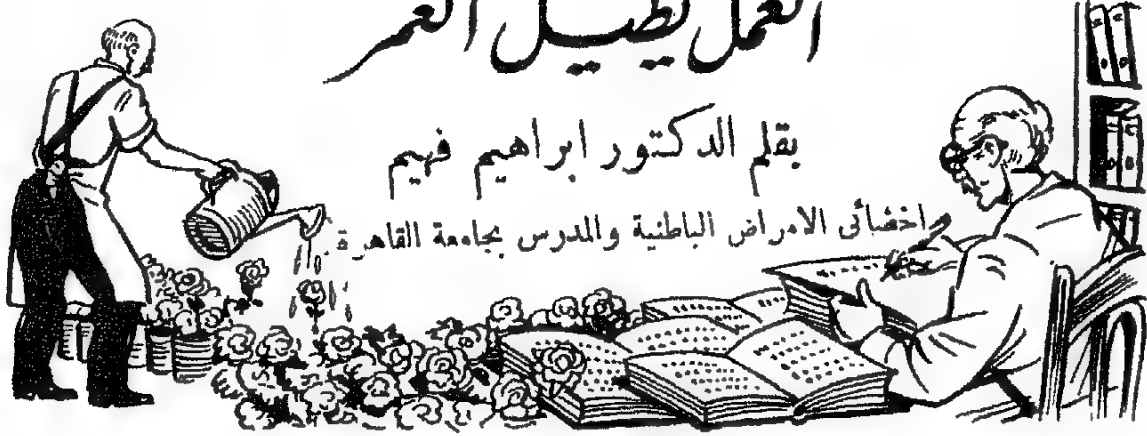 العمل يطيل العمر
بقلم الدكتور ابراهيم فهيم
اخصائى الامراض الباطنية والمدرس بجامعة القاهرة